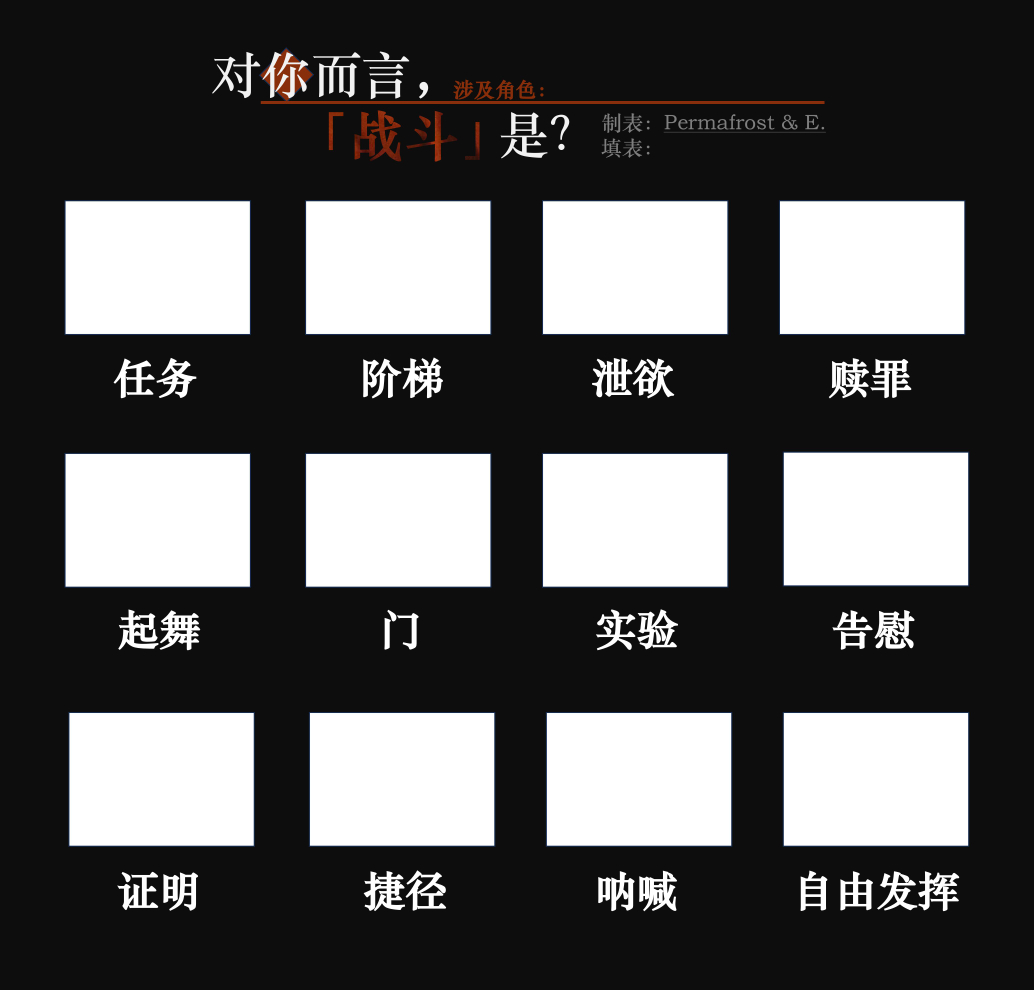 对你而言，涉及角色：
「战斗」是？
制表：Permafrost & E.
填表：
任务 阶梯 泄欲 赎罪
起舞 门 实验 告慰
证明 捷径 呐喊 自由发挥